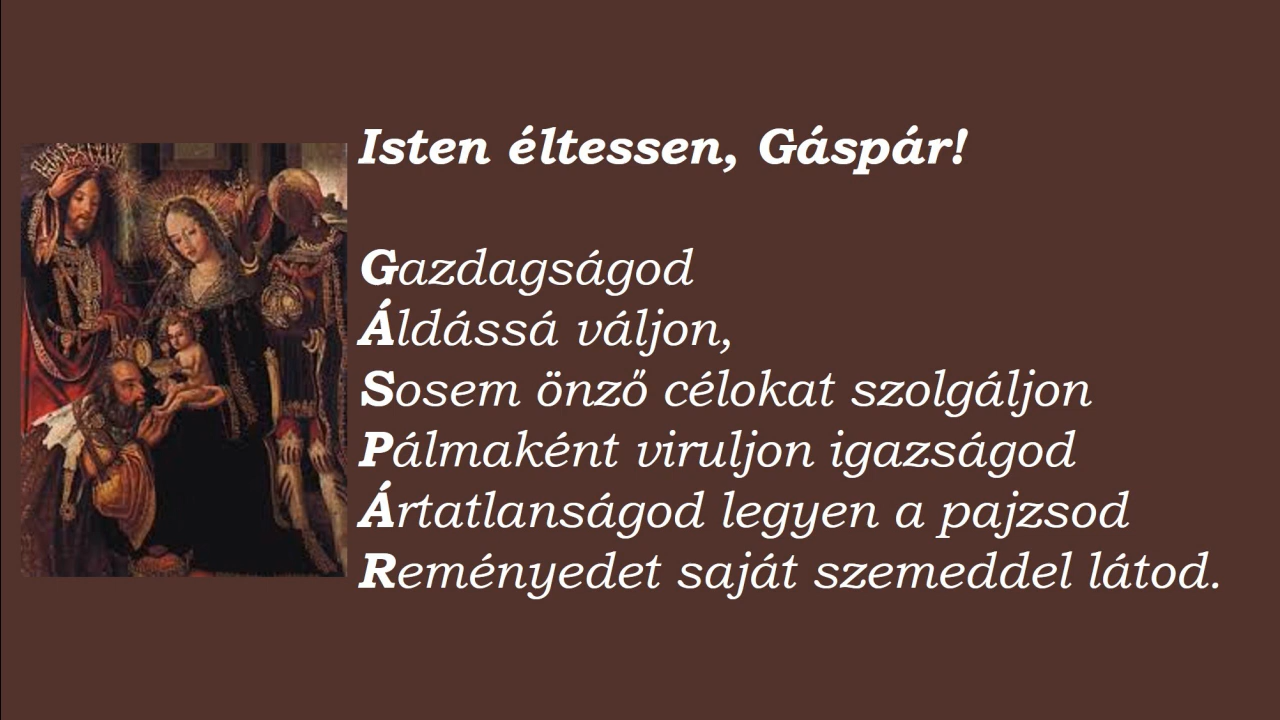 Isten éltessen, Gáspár!
Gazdagságod
Áldássá váljon,
Sosem önző célokat szolgáljon
Pálmaként viruljon igazságod
Ártatlanságod legyen a pajzsod
Reményedet saját szemeddel látod.